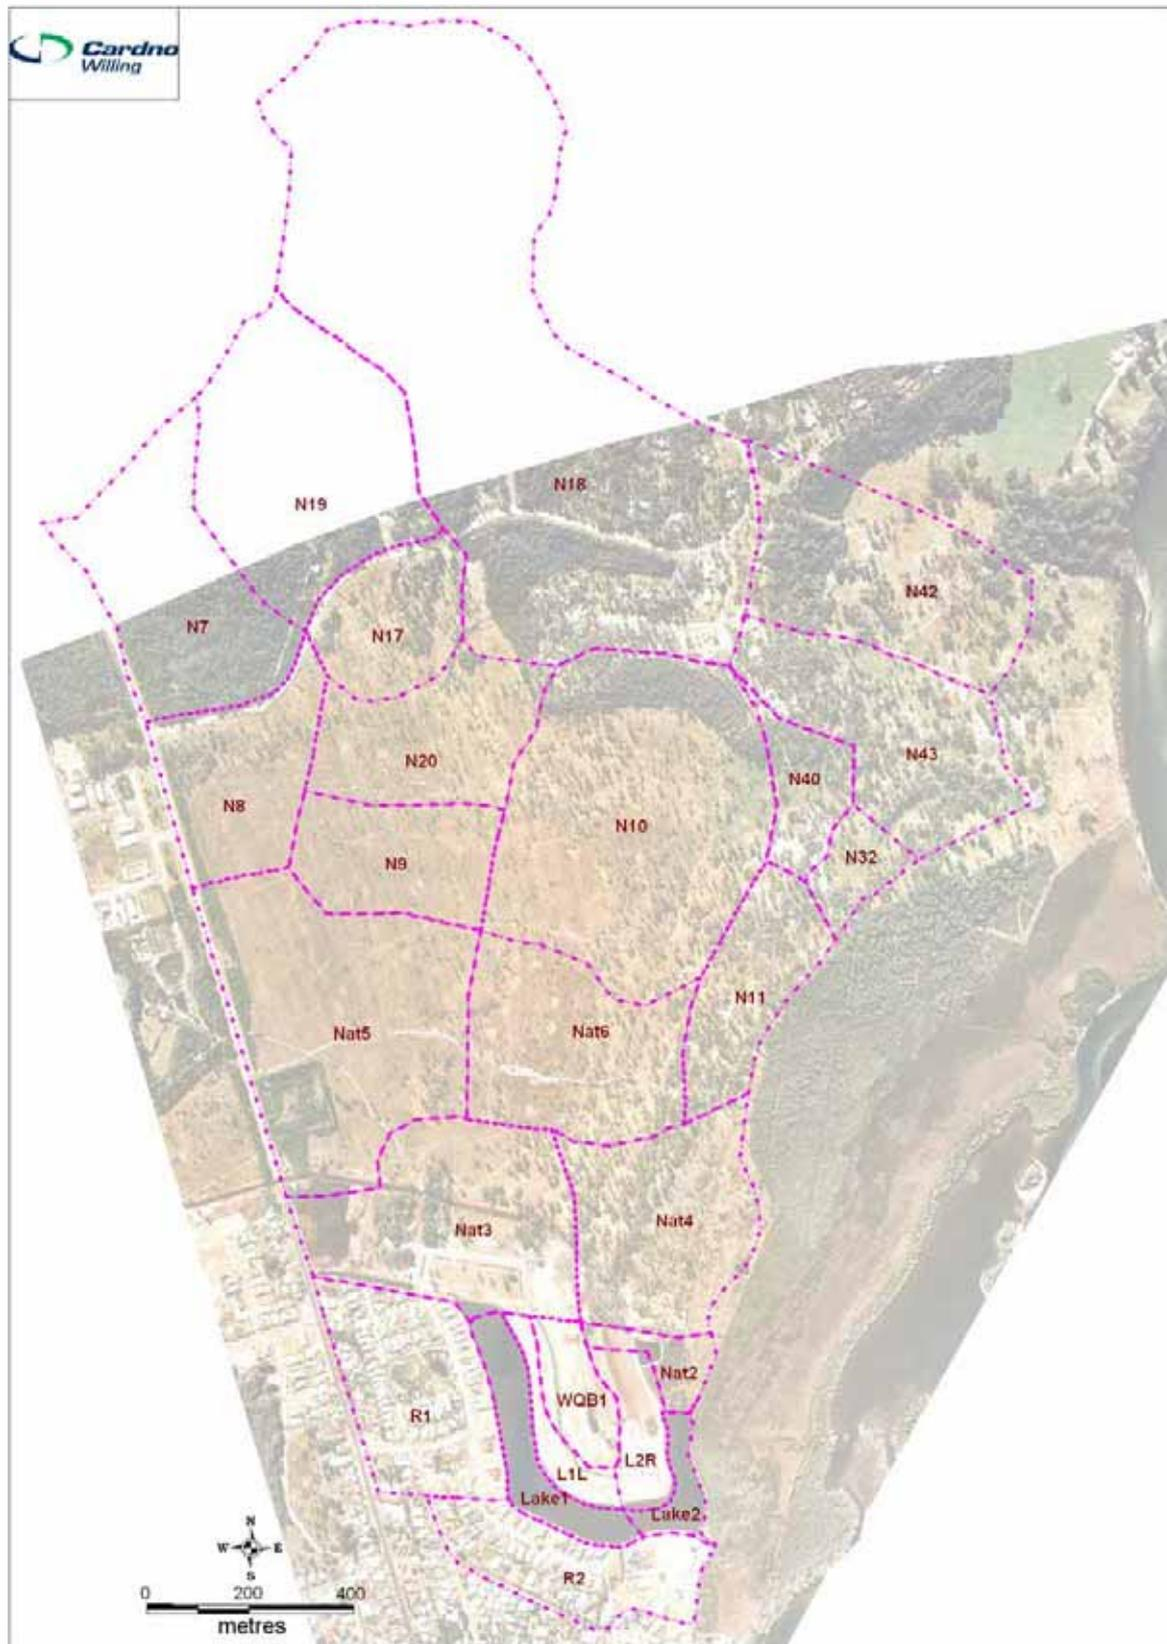 Cardno
Willing
N18
N19
N42
N7
N17
N43
N20
N40
N8
N10
N9
N32
N11
Nat5
Nat6
Nat4
Nat3
Nat2
WQB1
R1
L2R
L1L
Lake1
Lake2
N
W E
S
R2
0 200 400
metres